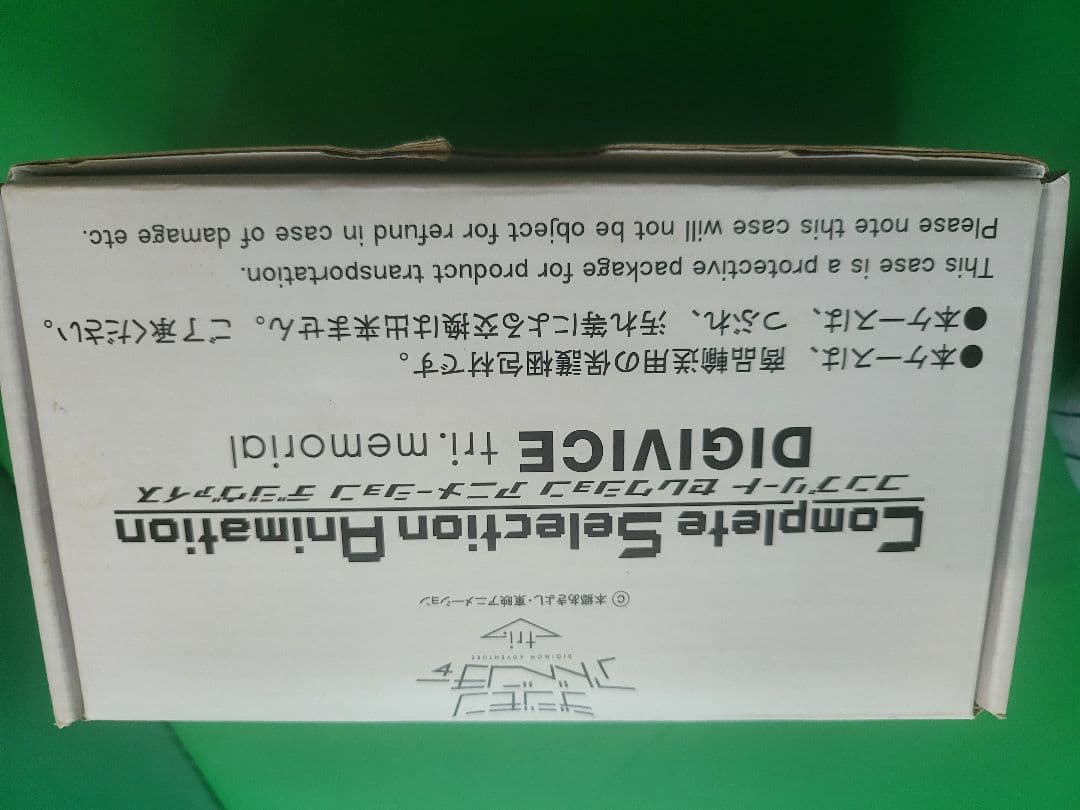 デジモン
アドベンチャー
DIGIMON ADVENTURE
tri.
© 本郷あきよし・東映アニメーション
Complete Selection Animation
コンプリート セレクション アニメーション デジヴァイス
DIGIVICE tri.memorial
●本ケースは、商品輸送用の保護梱包材です。
●本ケースは、つぶれ、汚れ等による交換は出来ません。ご了承ください。
This case is a protective package for product transportation.
Please note this case will not be object for refund in case of damage etc.